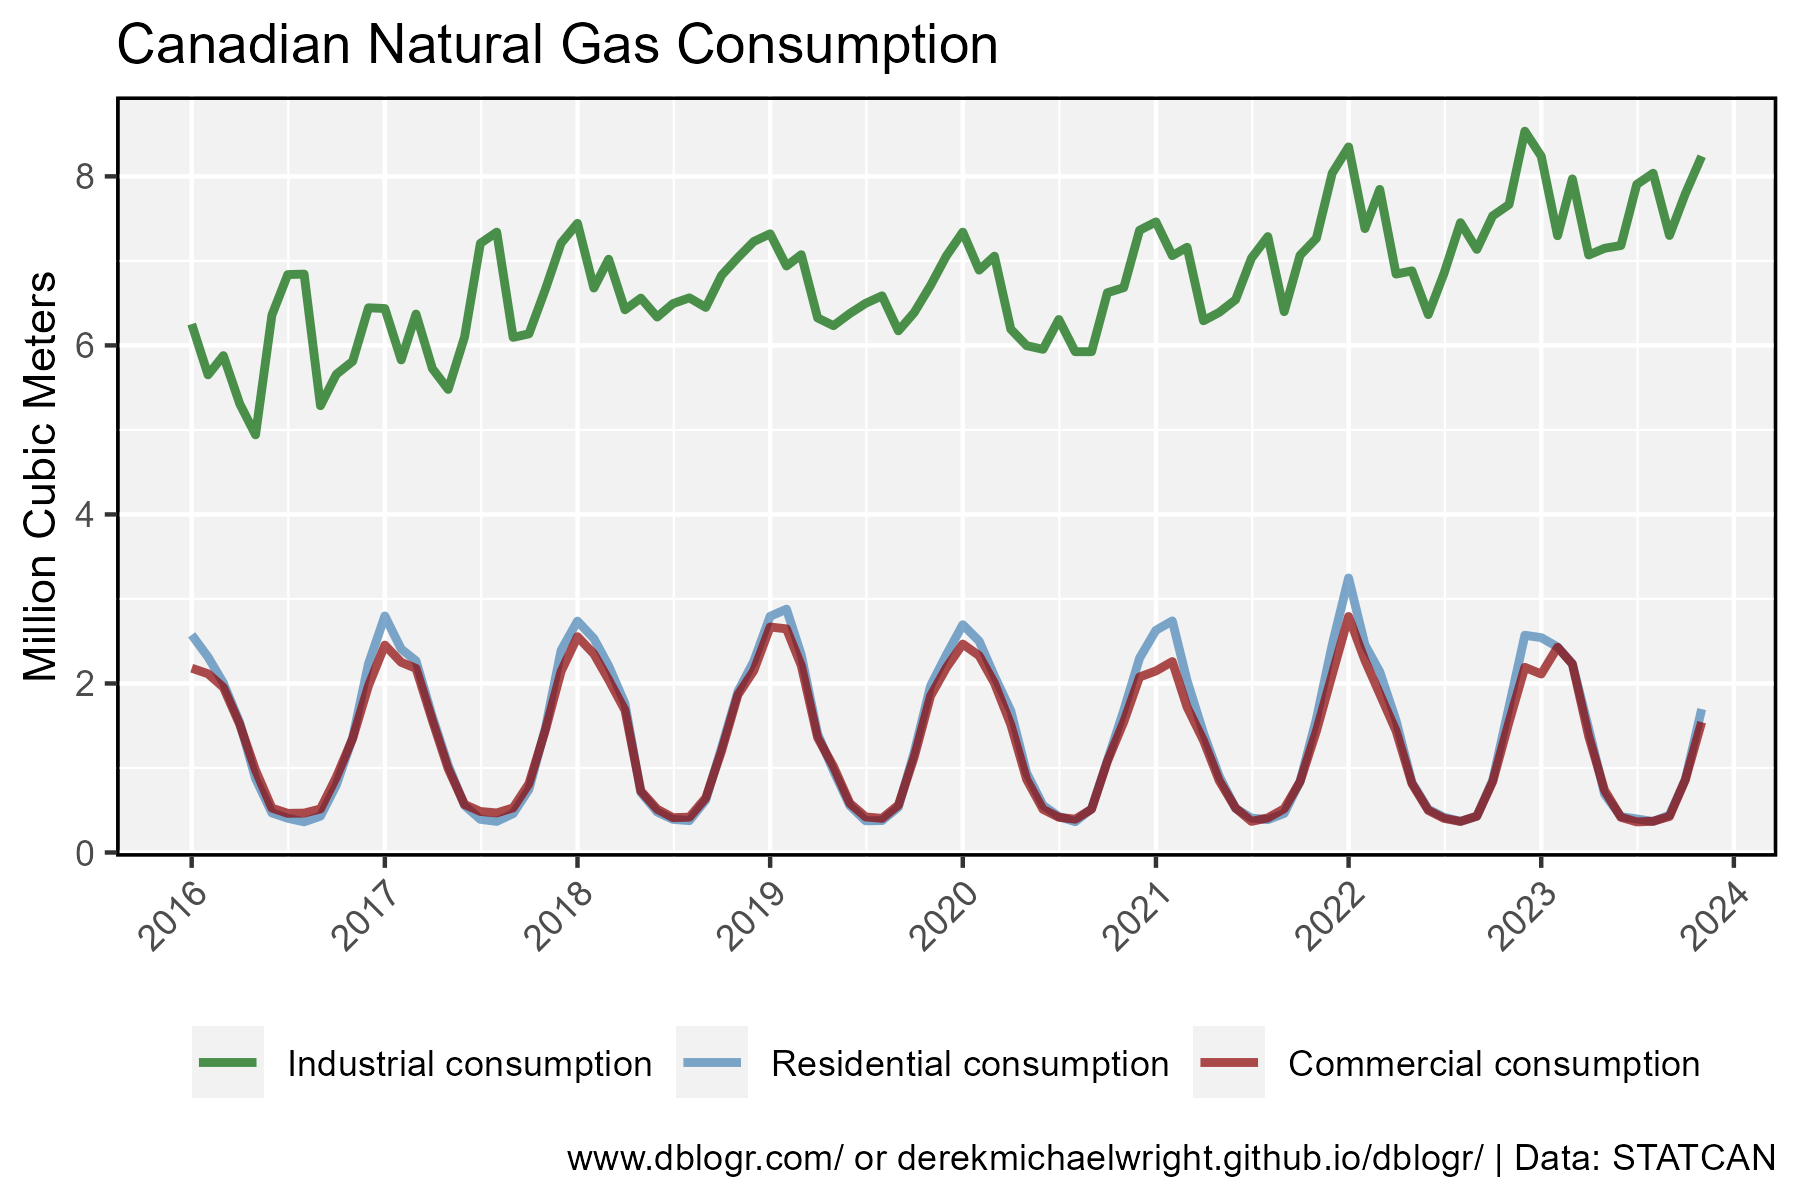 Canadian Natural Gas Consumption
Million Cubic Meters
8
6
4
2
0
2016
2017
2018
2019
2020
2021
2022
2023
2024
Industrial consumption
Residential consumption
Commercial consumption
www.dblogr.com/ or derekmichaelwright.github.io/dblogr/ | Data: STATCAN